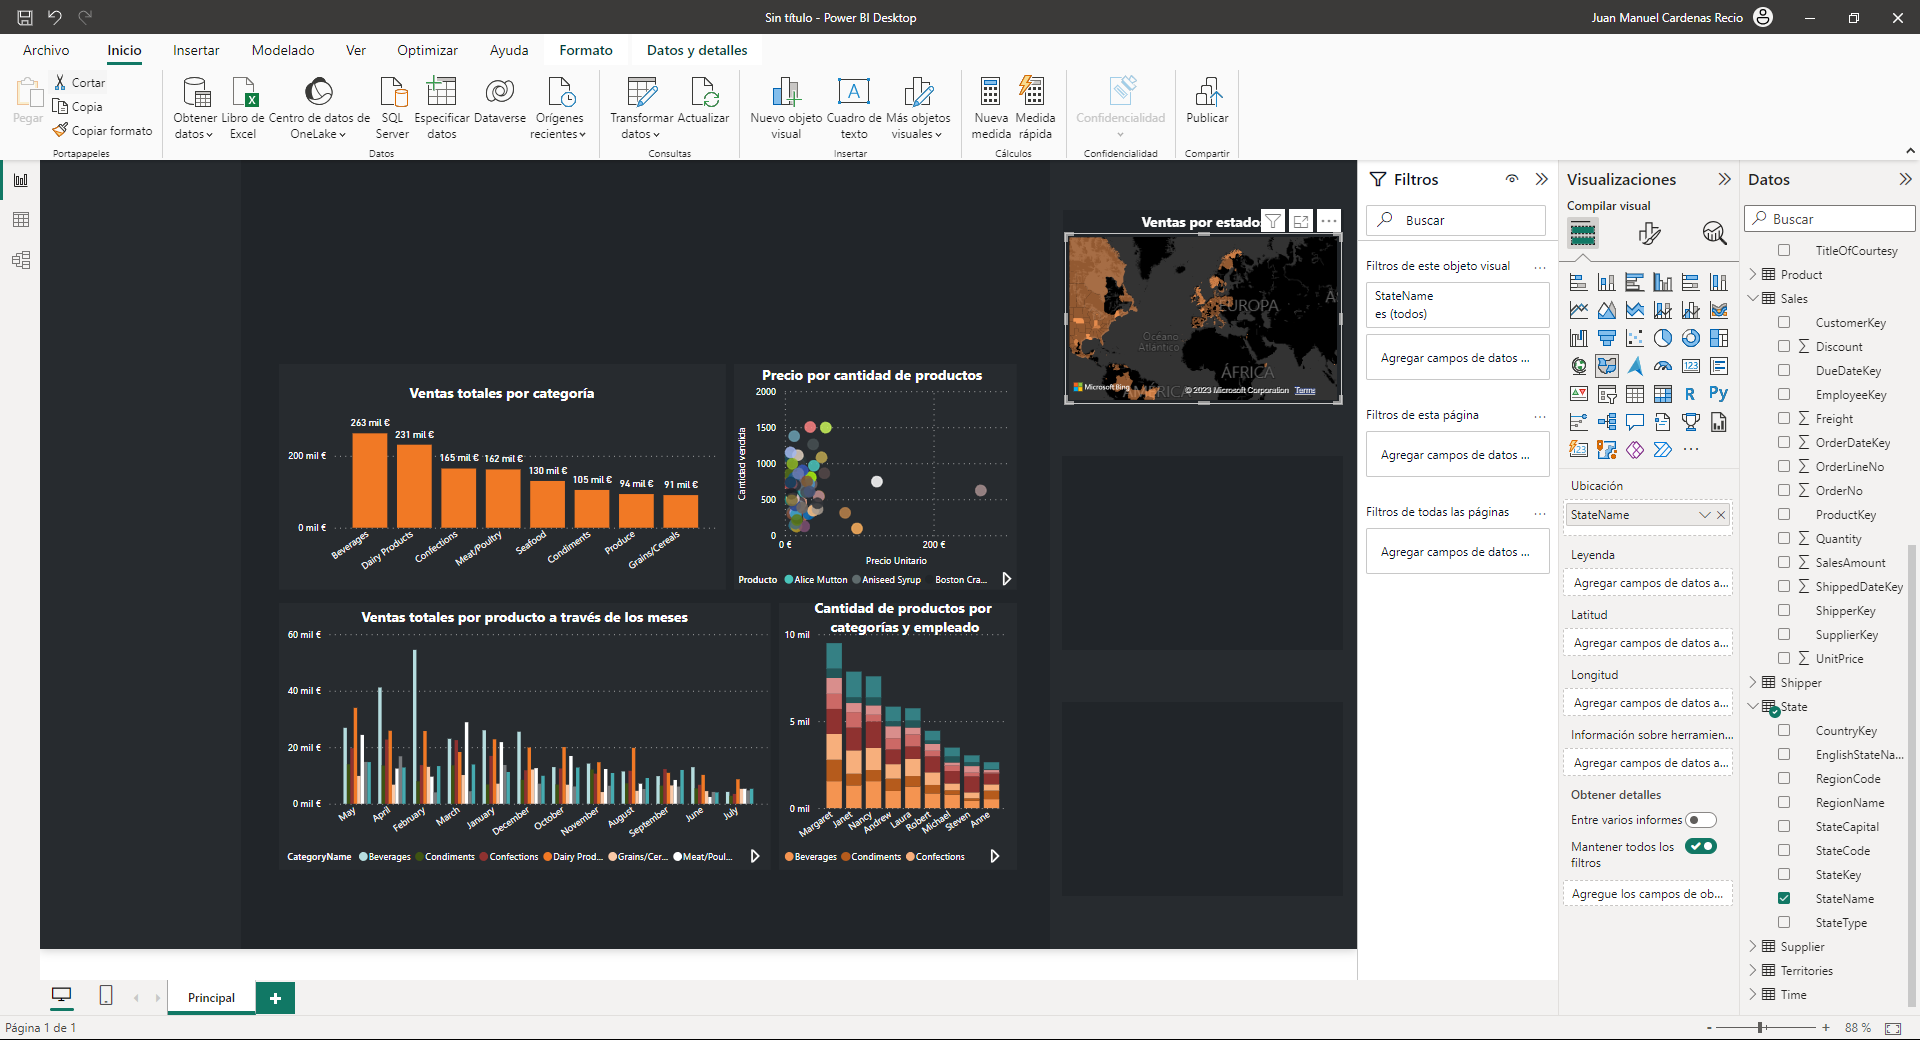 Sin título - Power BI Desktop
Juan Manuel Cardenas Recio
Archivo
Inicio
Insertar
Modelado
Ver
Optimizar
Ayuda
Formato
Datos y detalles
Pegar
Cortar
Copia
Copiar formato
Portapapeles
Obtener datos
Libro de Excel
Centro de datos de OneLake
SQL Server
Especificar datos
Dataverse
Orígenes recientes
Datos
Transformar datos
Actualizar
Consultas
Nuevo objeto visual
Cuadro de texto
Más objetos visuales
Insertar
Nueva medida
Medida rápida
Cálculos
Confidencialidad
Confidencialidad
Publicar
Compartir
Ventas totales por categoría
263 mil €
231 mil €
165 mil €
162 mil €
130 mil €
105 mil €
94 mil €
91 mil €
200 mil €
0 mil €
Beverages
Dairy Products
Confections
Meat/Poultry
Seafood
Condiments
Produce
Grains/Cereals
Precio por cantidad de productos
Cantidad vendida
2000
1500
1000
500
0
0 €
200 €
Precio Unitario
Producto
Alice Mutton
Aniseed Syrup
Boston Cra...
Ventas totales por producto a través de los meses
60 mil €
40 mil €
20 mil €
0 mil €
May
April
February
March
January
December
October
November
August
September
June
July
CategoryName
Beverages
Condiments
Confections
Dairy Prod...
Grains/Cer...
Meat/Poul...
Cantidad de productos por
categorías y empleado
10 mil
5 mil
0 mil
Margaret
Janet
Nancy
Andrew
Laura
Robert
Michael
Steven
Anne
Beverages
Condiments
Confections
Ventas por estado
EUROPA
Océano
Atlántico
ÁFRICA
AMÉRICA
Microsoft Bing
© 2023 Microsoft Corporation
Terms
Filtros
Buscar
Filtros de este objeto visual
StateName
es (todos)
Agregar campos de datos ...
Filtros de esta página
Agregar campos de datos ...
Filtros de todas las páginas
Agregar campos de datos ...
Visualizaciones
Compilar visual
123
R
Py
123
Ubicación
StateName
Leyenda
Agregar campos de datos a...
Latitud
Agregar campos de datos a...
Longitud
Agregar campos de datos a...
Información sobre herramien...
Agregar campos de datos a...
Obtener detalles
Entre varios informes
Mantener todos los
filtros
Agregue los campos de ob...
Datos
Buscar
TitleOfCourtesy
Product
Sales
CustomerKey
Discount
DueDateKey
EmployeeKey
Freight
OrderDateKey
OrderLineNo
OrderNo
ProductKey
Quantity
SalesAmount
ShippedDateKey
ShipperKey
SupplierKey
UnitPrice
Shipper
State
CountryKey
EnglishStateNa...
RegionCode
RegionName
StateCapital
StateCode
StateKey
StateName
StateType
Supplier
Territories
Time
Principal
+
Página 1 de 1
- + 88 %